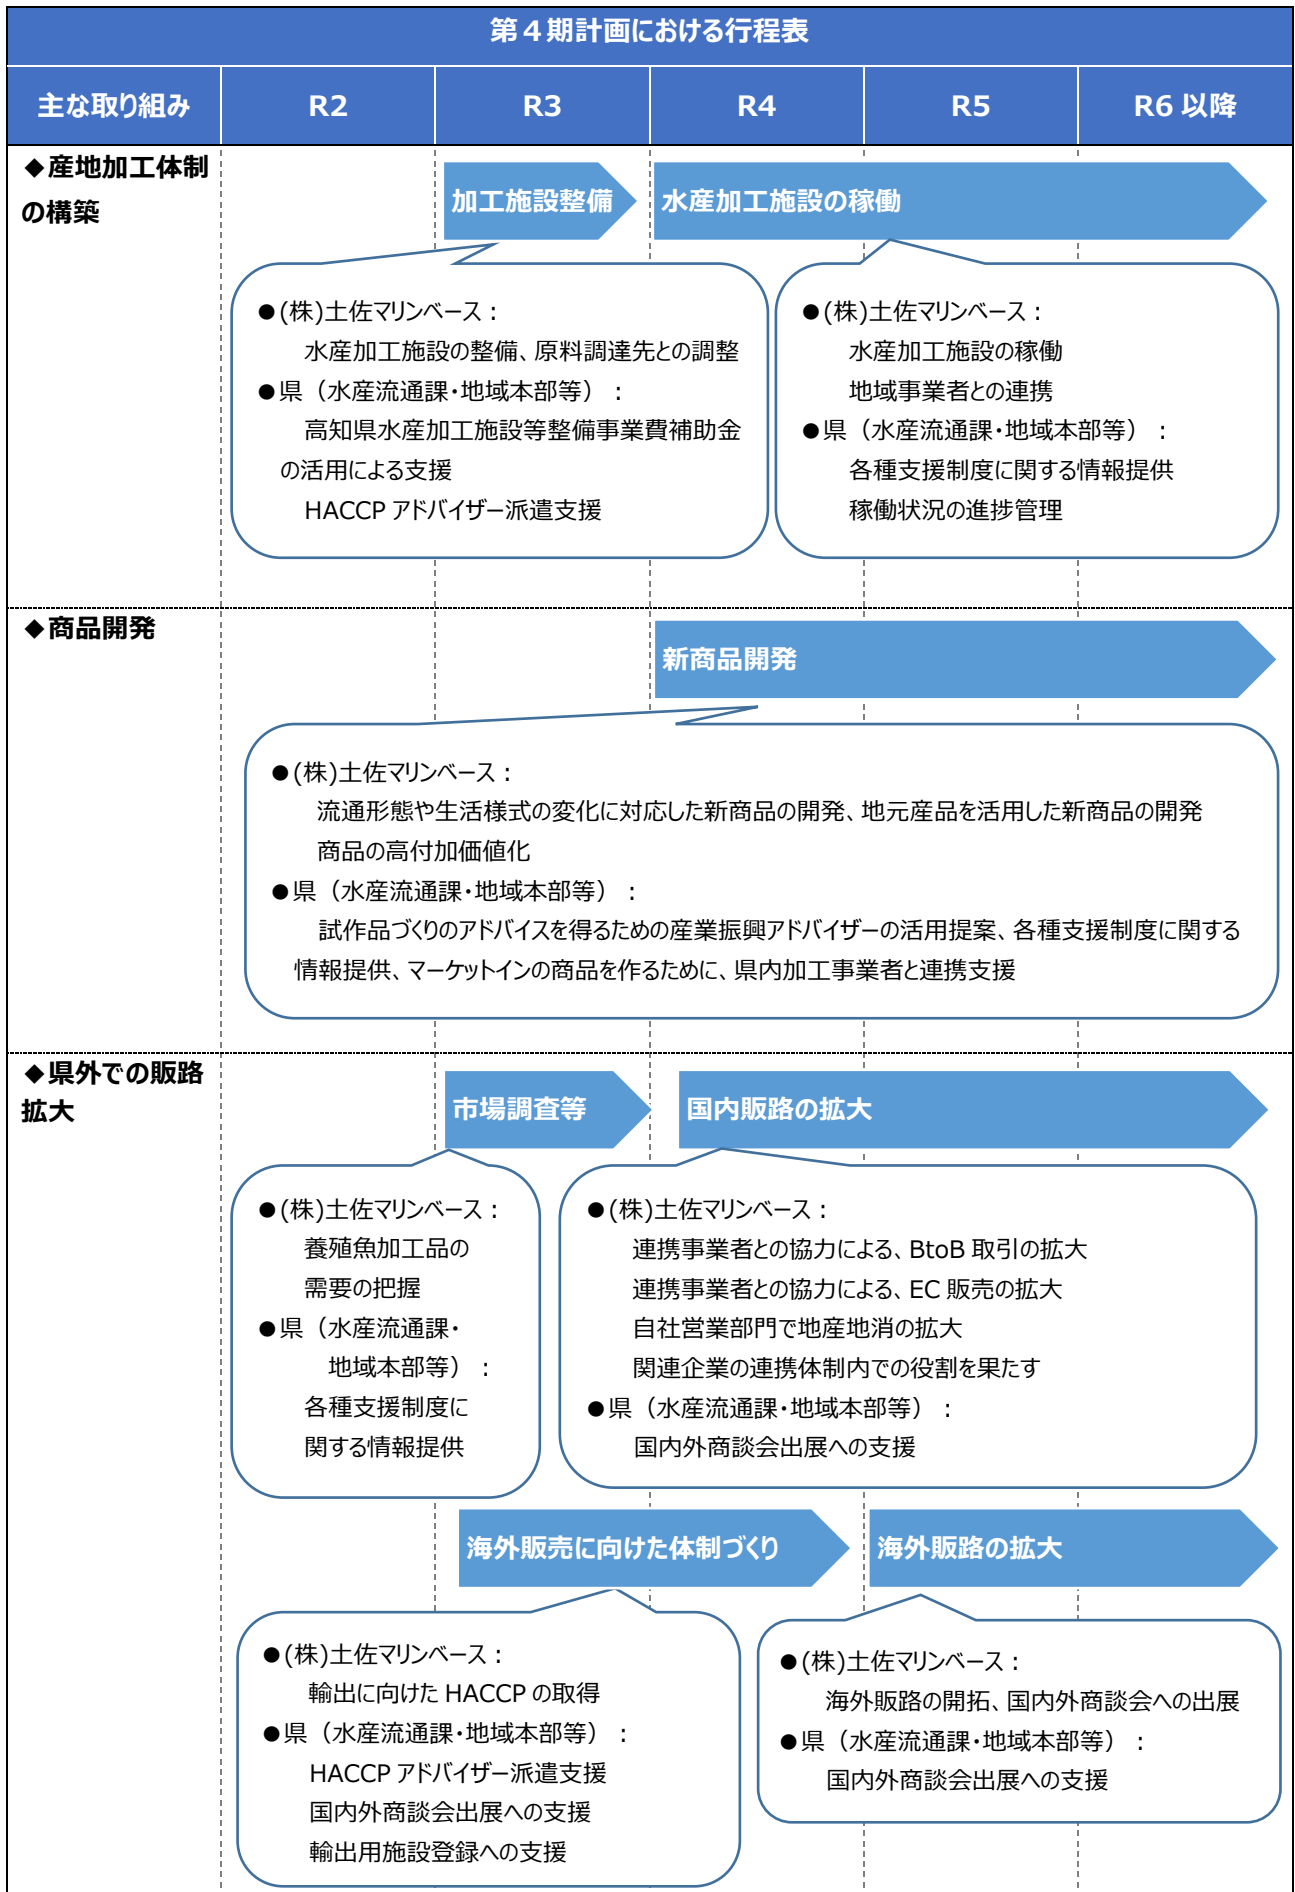 第４期計画における行程表
主な取り組み R2 R3 R4 R5 R6 以降
◆産地加工体制
の構築
加工施設整備
水産加工施設の稼働
●(株)土佐マリンベース：
水産加工施設の整備、原料調達先との調整
●県（水産流通課・地域本部等）：
高知県水産加工施設等整備事業費補助金
の活用による支援
HACCP アドバイザー派遣支援
●(株)土佐マリンベース：
水産加工施設の稼働
地域事業者との連携
●県（水産流通課・地域本部等）：
各種支援制度に関する情報提供
稼働状況の進捗管理
◆商品開発
新商品開発
●(株)土佐マリンベース：
流通形態や生活様式の変化に対応した新商品の開発、地元産品を活用した新商品の開発
商品の高付加価値化
●県（水産流通課・地域本部等）：
試作品づくりのアドバイスを得るための産業振興アドバイザーの活用提案、各種支援制度に関する
情報提供、マーケットインの商品を作るために、県内加工事業者と連携支援
◆県外での販路
拡大
市場調査等
国内販路の拡大
●(株)土佐マリンベース：
養殖魚加工品の
需要の把握
●県（水産流通課・
地域本部等）：
各種支援制度に
関する情報提供
●(株)土佐マリンベース：
連携事業者との協力による、BtoB 取引の拡大
連携事業者との協力による、EC 販売の拡大
自社営業部門で地産地消の拡大
関連企業の連携体制内での役割を果たす
●県（水産流通課・地域本部等）：
国内外商談会出展への支援
海外販売に向けた体制づくり
海外販路の拡大
●(株)土佐マリンベース：
輸出に向けた HACCP の取得
●県（水産流通課・地域本部等）：
HACCP アドバイザー派遣支援
国内外商談会出展への支援
輸出用施設登録への支援
●(株)土佐マリンベース：
海外販路の開拓、国内外商談会への出展
●県（水産流通課・地域本部等）：
国内外商談会出展への支援